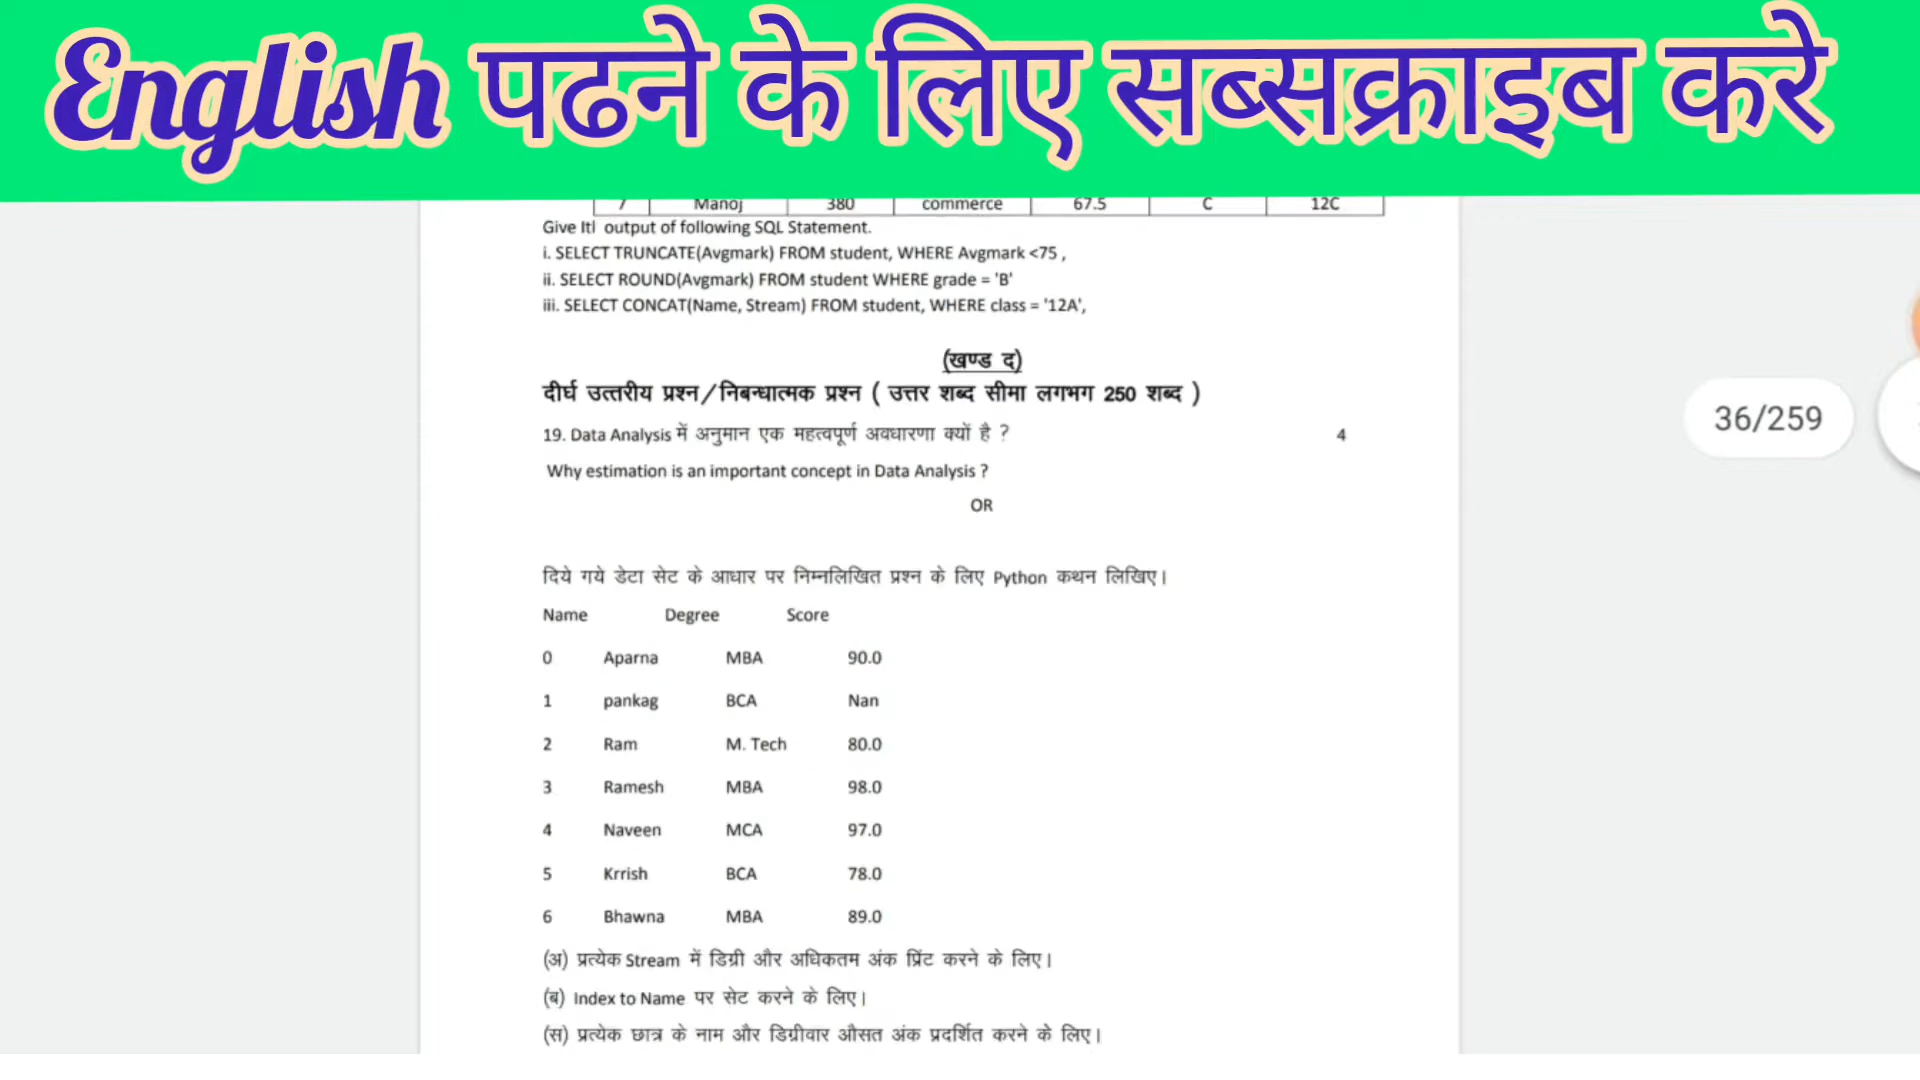 English पढने के लिए सब्सक्राइब करे
7 Manoj 380 commerce 67.5 C 12C
Give Itl output of following SQL Statement.
i. SELECT TRUNCATE(Avgmark) FROM student, WHERE Avgmark <75 ,
ii. SELECT ROUND(Avgmark) FROM student WHERE grade = 'B'
iii. SELECT CONCAT(Name, Stream) FROM student, WHERE class = '12A',
(खण्ड द)
दीर्घ उत्तरीय प्रश्न/निबन्धात्मक प्रश्न ( उत्तर शब्द सीमा लगभग 250 शब्द )
36/259
19. Data Analysis में अनुमान एक महत्वपूर्ण अवधारणा क्यों है ? 4
Why estimation is an important concept in Data Analysis ?
OR
दिये गये डेटा सेट के आधार पर निम्नलिखित प्रश्न के लिए Python कथन लिखिए।
Name Degree Score
0 Aparna MBA 90.0
1 pankag BCA Nan
2 Ram M. Tech 80.0
3 Ramesh MBA 98.0
4 Naveen MCA 97.0
5 Krrish BCA 78.0
6 Bhawna MBA 89.0
(अ) प्रत्येक Stream में डिग्री और अधिकतम अंक प्रिंट करने के लिए।
(ब) Index to Name पर सेट करने के लिए।
(स) प्रत्येक छात्र के नाम और डिग्रीवार औसत अंक प्रदर्शित करने के लिए।